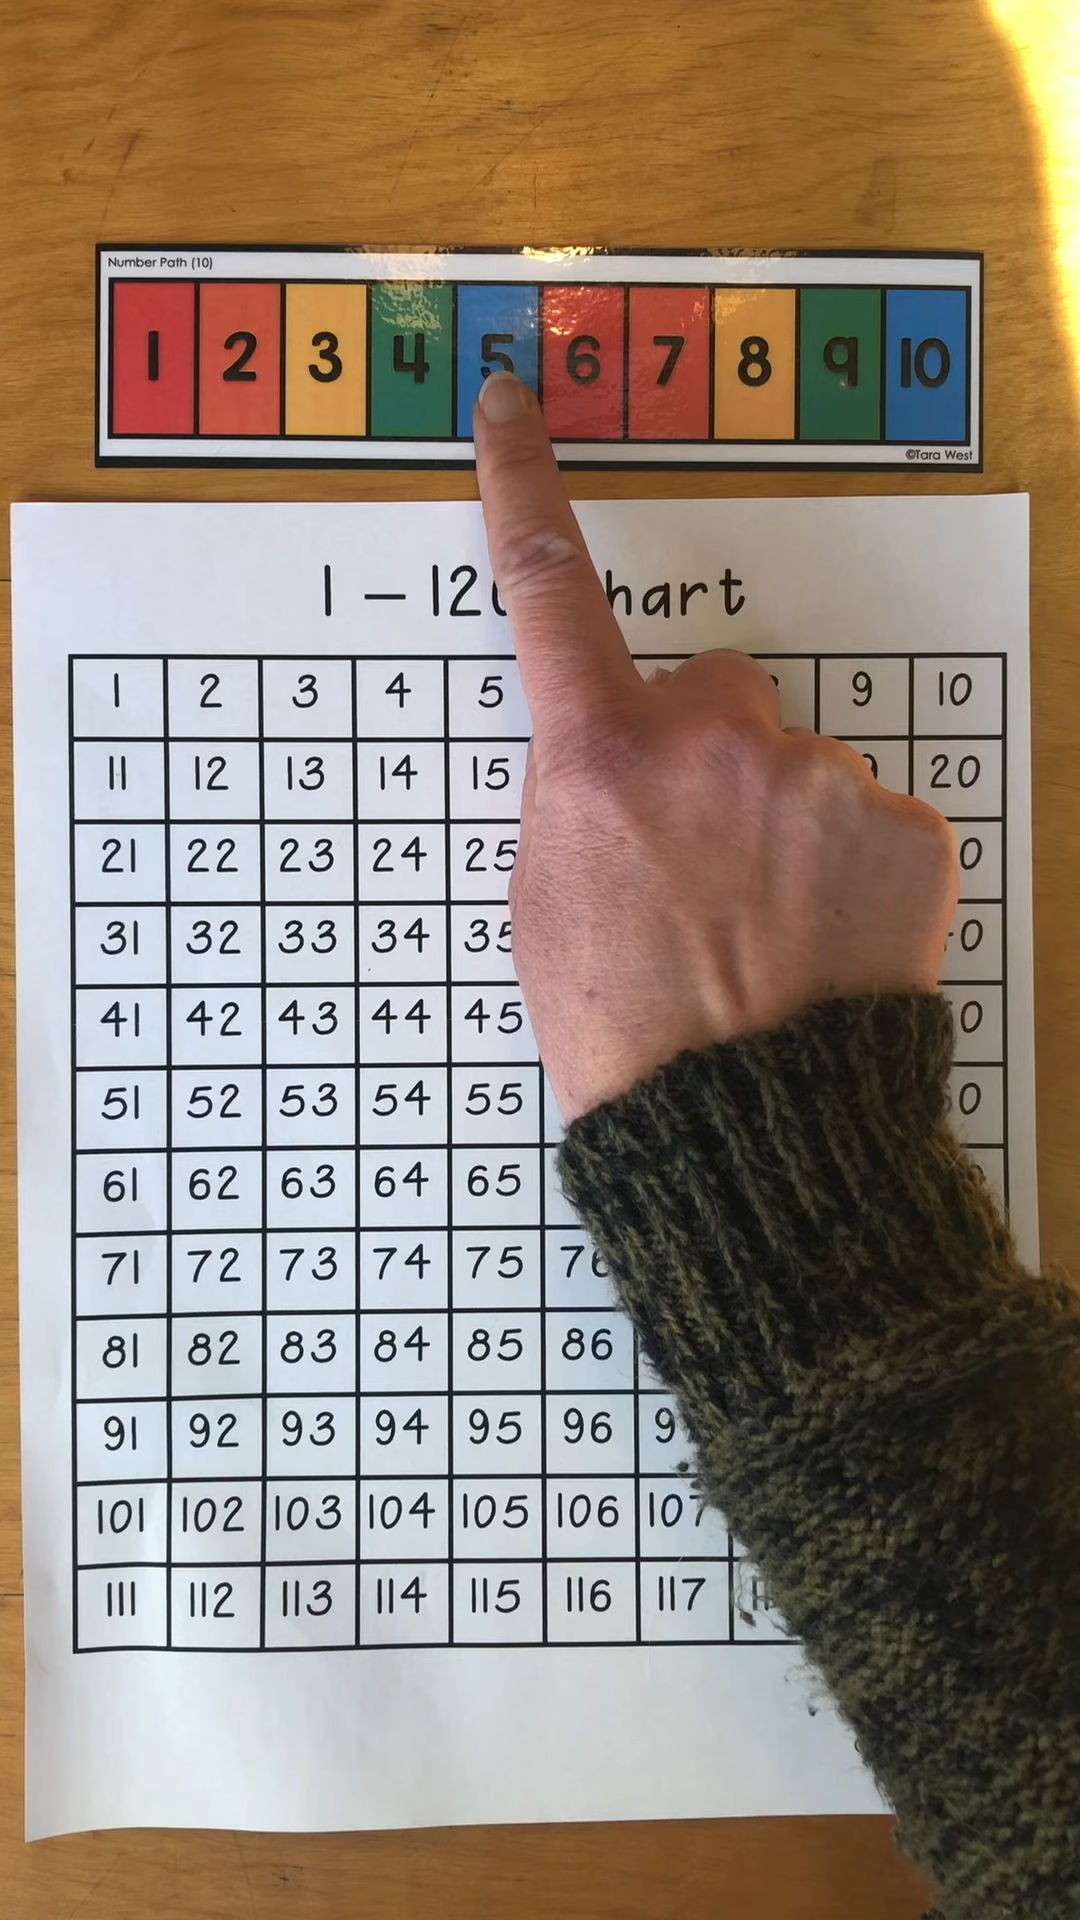 Number Path (10)
1 2 3 4 5 6 7 8 9 10
©Tara West
1 – 120 Chart
1 2 3 4 5 9 10
11 12 13 14 15 20
21 22 23 24 25
31 32 33 34 35
41 42 43 44 45
51 52 53 54 55
61 62 63 64 65
71 72 73 74 75 76
81 82 83 84 85 86
91 92 93 94 95 96
101 102 103 104 105 106 107
111 112 113 114 115 116 117